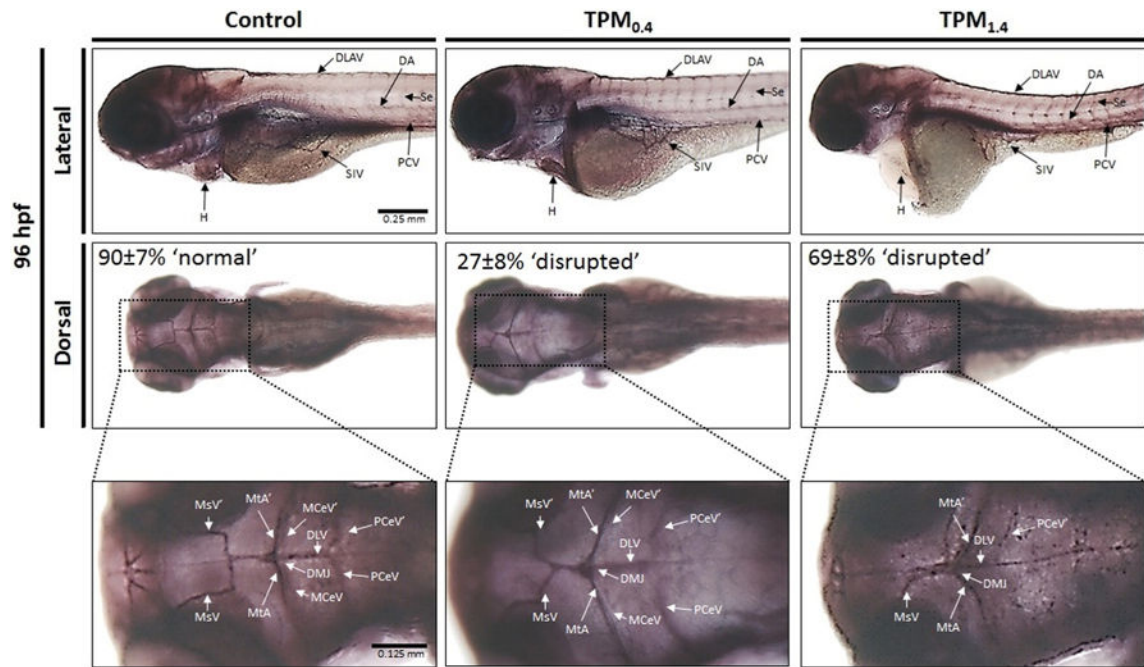 Control
TPM0.4
TPM1.4
96 hpf
Lateral
DLAV
DA
Se
PCV
SIV
H
0.25 mm
DLAV
DA
Se
PCV
SIV
H
DLAV
DA
Se
PCV
SIV
H
Dorsal
90±7% ‘normal’
27±8% ‘disrupted’
69±8% ‘disrupted’
MsV'
MtA'
MCeV'
PCeV'
DLV
DMJ
PCeV
MCeV
MtA
MsV
0.125 mm
MsV'
MtA'
MCeV'
PCeV'
DLV
DMJ
PCeV
MCeV
MtA
MsV
MtA'
PCeV'
DLV
DMJ
MtA
MsV